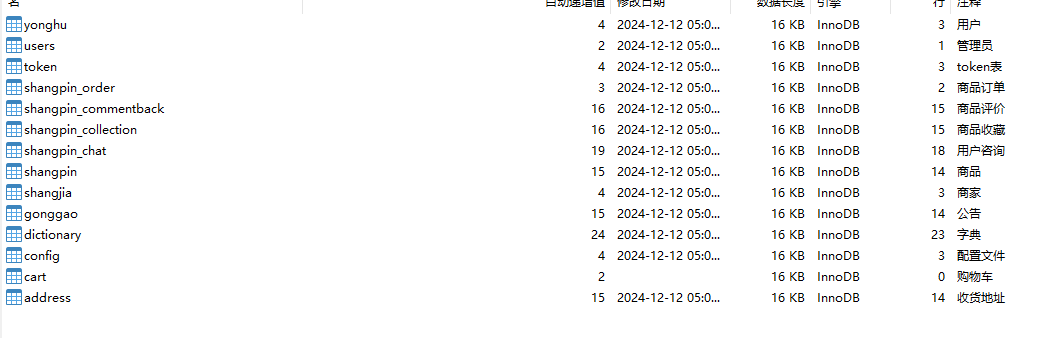 名 自动递增值 修改日期 数据长度 引擎 行 注释
yonghu 4 2024-12-12 05:0... 16 KB InnoDB 3 用户
users 2 2024-12-12 05:0... 16 KB InnoDB 1 管理员
token 4 2024-12-12 05:0... 16 KB InnoDB 3 token表
shangpin_order 3 2024-12-12 05:0... 16 KB InnoDB 2 商品订单
shangpin_commentback 16 2024-12-12 05:0... 16 KB InnoDB 15 商品评价
shangpin_collection 16 2024-12-12 05:0... 16 KB InnoDB 15 商品收藏
shangpin_chat 19 2024-12-12 05:0... 16 KB InnoDB 18 用户咨询
shangpin 15 2024-12-12 05:0... 16 KB InnoDB 14 商品
shangjia 4 2024-12-12 05:0... 16 KB InnoDB 3 商家
gonggao 15 2024-12-12 05:0... 16 KB InnoDB 14 公告
dictionary 24 2024-12-12 05:0... 16 KB InnoDB 23 字典
config 4 2024-12-12 05:0... 16 KB InnoDB 3 配置文件
cart 2 16 KB InnoDB 0 购物车
address 15 2024-12-12 05:0... 16 KB InnoDB 14 收货地址